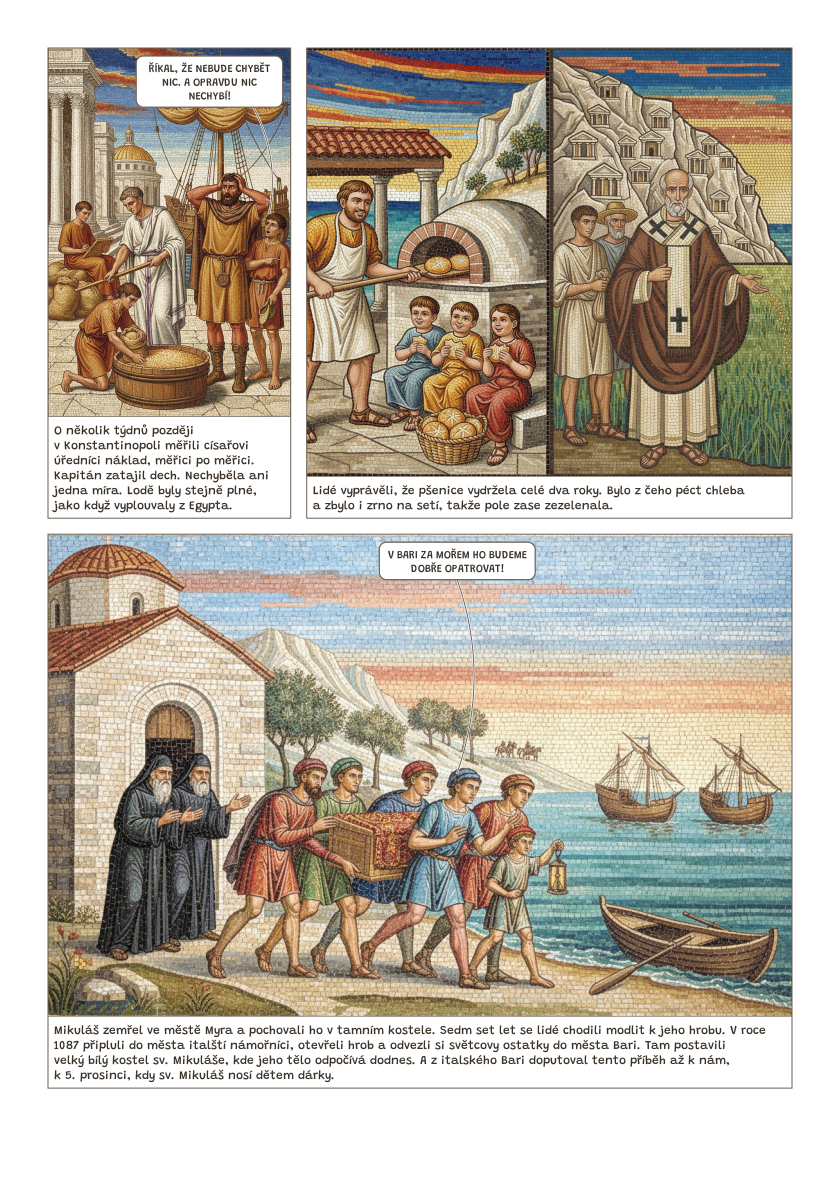 ŘÍKAL, ŽE NEBUDE CHYBĚT
NIC. A OPRAVDU NIC
NECHYBÍ!
O několik týdnů později
v Konstantinopoli měřili císařovi
úředníci náklad, měřici po měřici.
Kapitán zatajil dech. Nechyběla ani
jedna míra. Lodě byly stejně plné,
jako když vyplouvaly z Egypta.
Lidé vyprávěli, že pšenice vydržela celé dva roky. Bylo z čeho péct chleba
a zbylo i zrno na setí, takže pole zase zezelenala.
V BARI ZA MOŘEM HO BUDEME
DOBŘE OPATROVAT!
Mikuláš zemřel ve městě Myra a pochovali ho v tamním kostele. Sedm set let se lidé chodili modlit k jeho hrobu. V roce
1087 připluli do města italští námořníci, otevřeli hrob a odvezli si světcovy ostatky do města Bari. Tam postavili
velký bílý kostel sv. Mikuláše, kde jeho tělo odpočívá dodnes. A z italského Bari doputoval tento příběh až k nám,
k 5. prosinci, kdy sv. Mikuláš nosí dětem dárky.